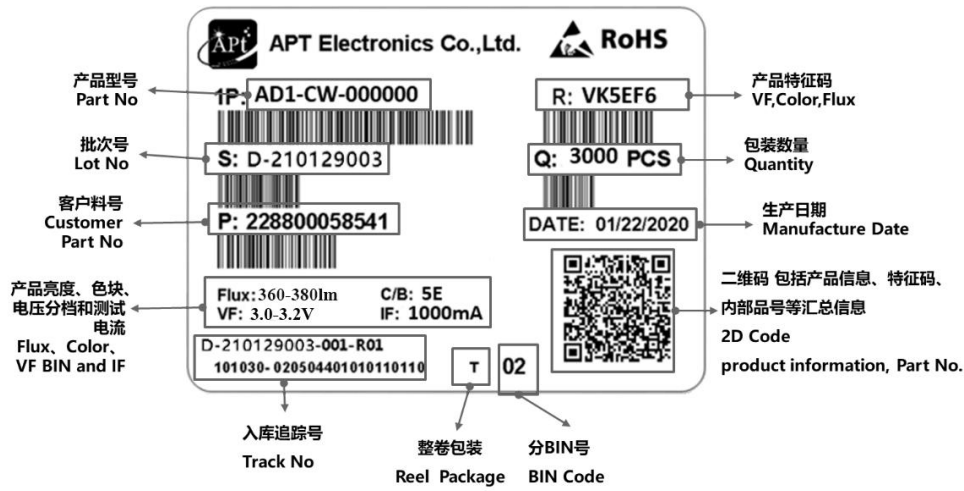 APt
APT Electronics Co.,Ltd.
RoHS
产品型号
Part No
1P: AD1-CW-000000
R: VK5EF6
产品特征码
VF,Color,Flux
批次号
Lot No
S: D-210129003
Q: 3000 PCS
包装数量
Quantity
客户料号
Customer
Part No
P: 228800058541
DATE: 01/22/2020
生产日期
Manufacture Date
产品亮度、色块、
电压分档和测试
电流
Flux、Color、
VF BIN and IF
Flux: 360-380lm
C/B: 5E
VF: 3.0-3.2V
IF: 1000mA
二维码 包括产品信息、特征码、
内部品号等汇总信息
2D Code
product information, Part No.
D-210129003-001-R01
101030- 020504401010110110
T
02
入库追踪号
Track No
整卷包装
Reel Package
分BIN号
BIN Code